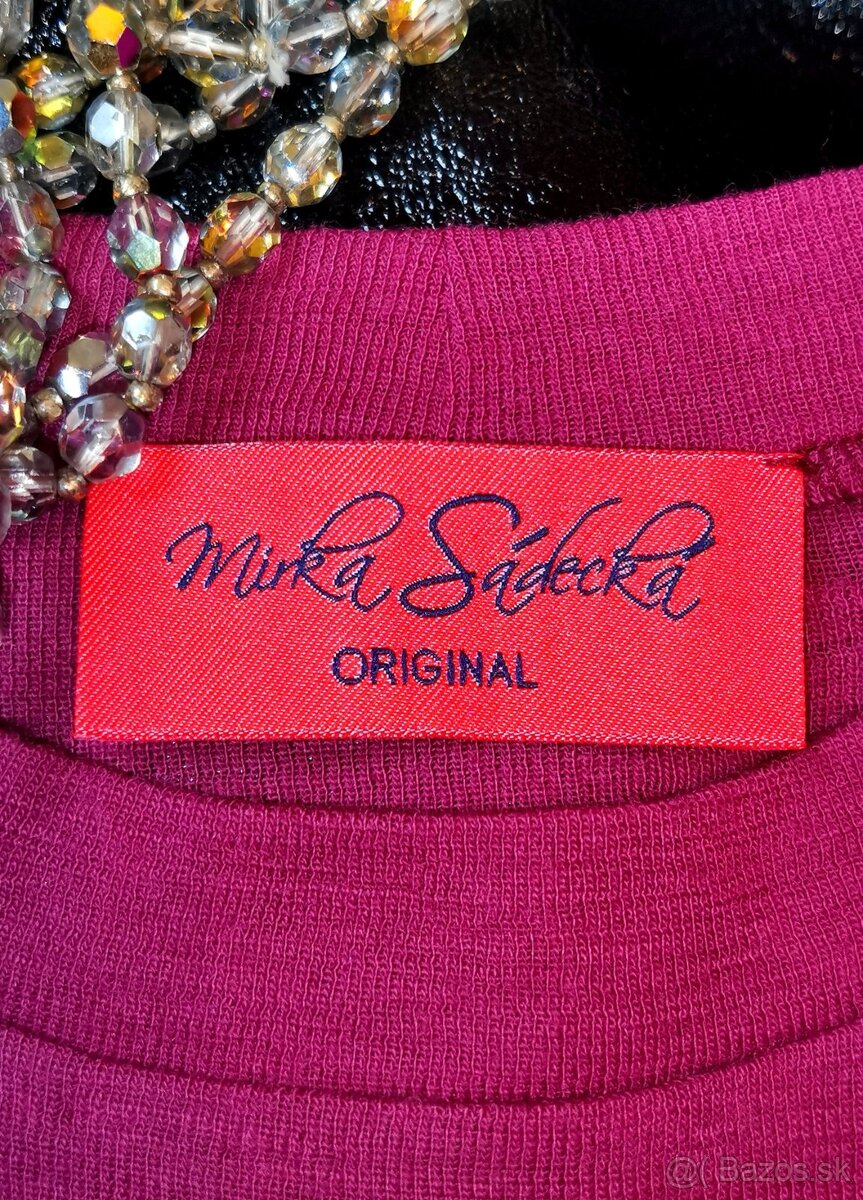 Mirka Sádecká
ORIGINAL
@( Bazos.sk